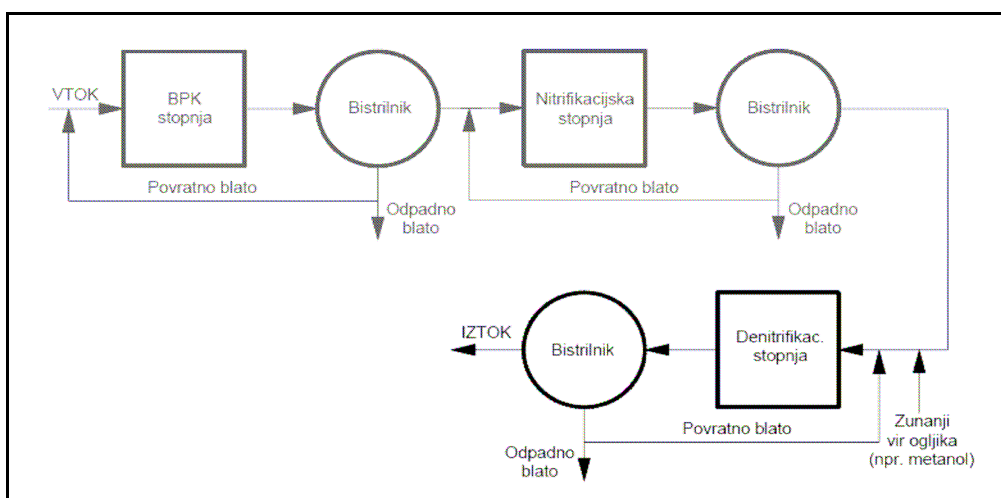 VTOK
BPK
stopnja
Bistrilnik
Nitrifikacijska
stopnja
Bistrilnik
Povratno blato
Odpadno
blato
Povratno blato
Odpadno
blato
IZTOK
Bistrilnik
Denitrifikac.
stopnja
Povratno blato
Odpadno
blato
Zunanji
vir ogljika
(npr. metanol)